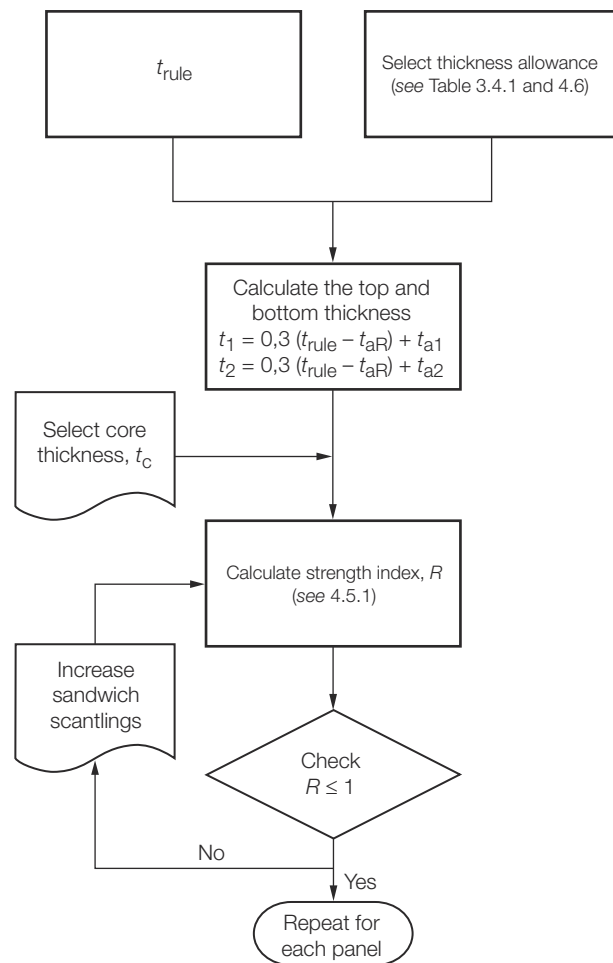 t_rule
Select thickness allowance
(see Table 3.4.1 and 4.6)
Calculate the top and
bottom thickness
t₁ = 0,3 (t_rule – t_aR) + t_a1
t₂ = 0,3 (t_rule – t_aR) + t_a2
Select core
thickness, t_c
Calculate strength index, R
(see 4.5.1)
Increase
sandwich
scantlings
Check
R ≤ 1
No
Yes
Repeat for
each panel